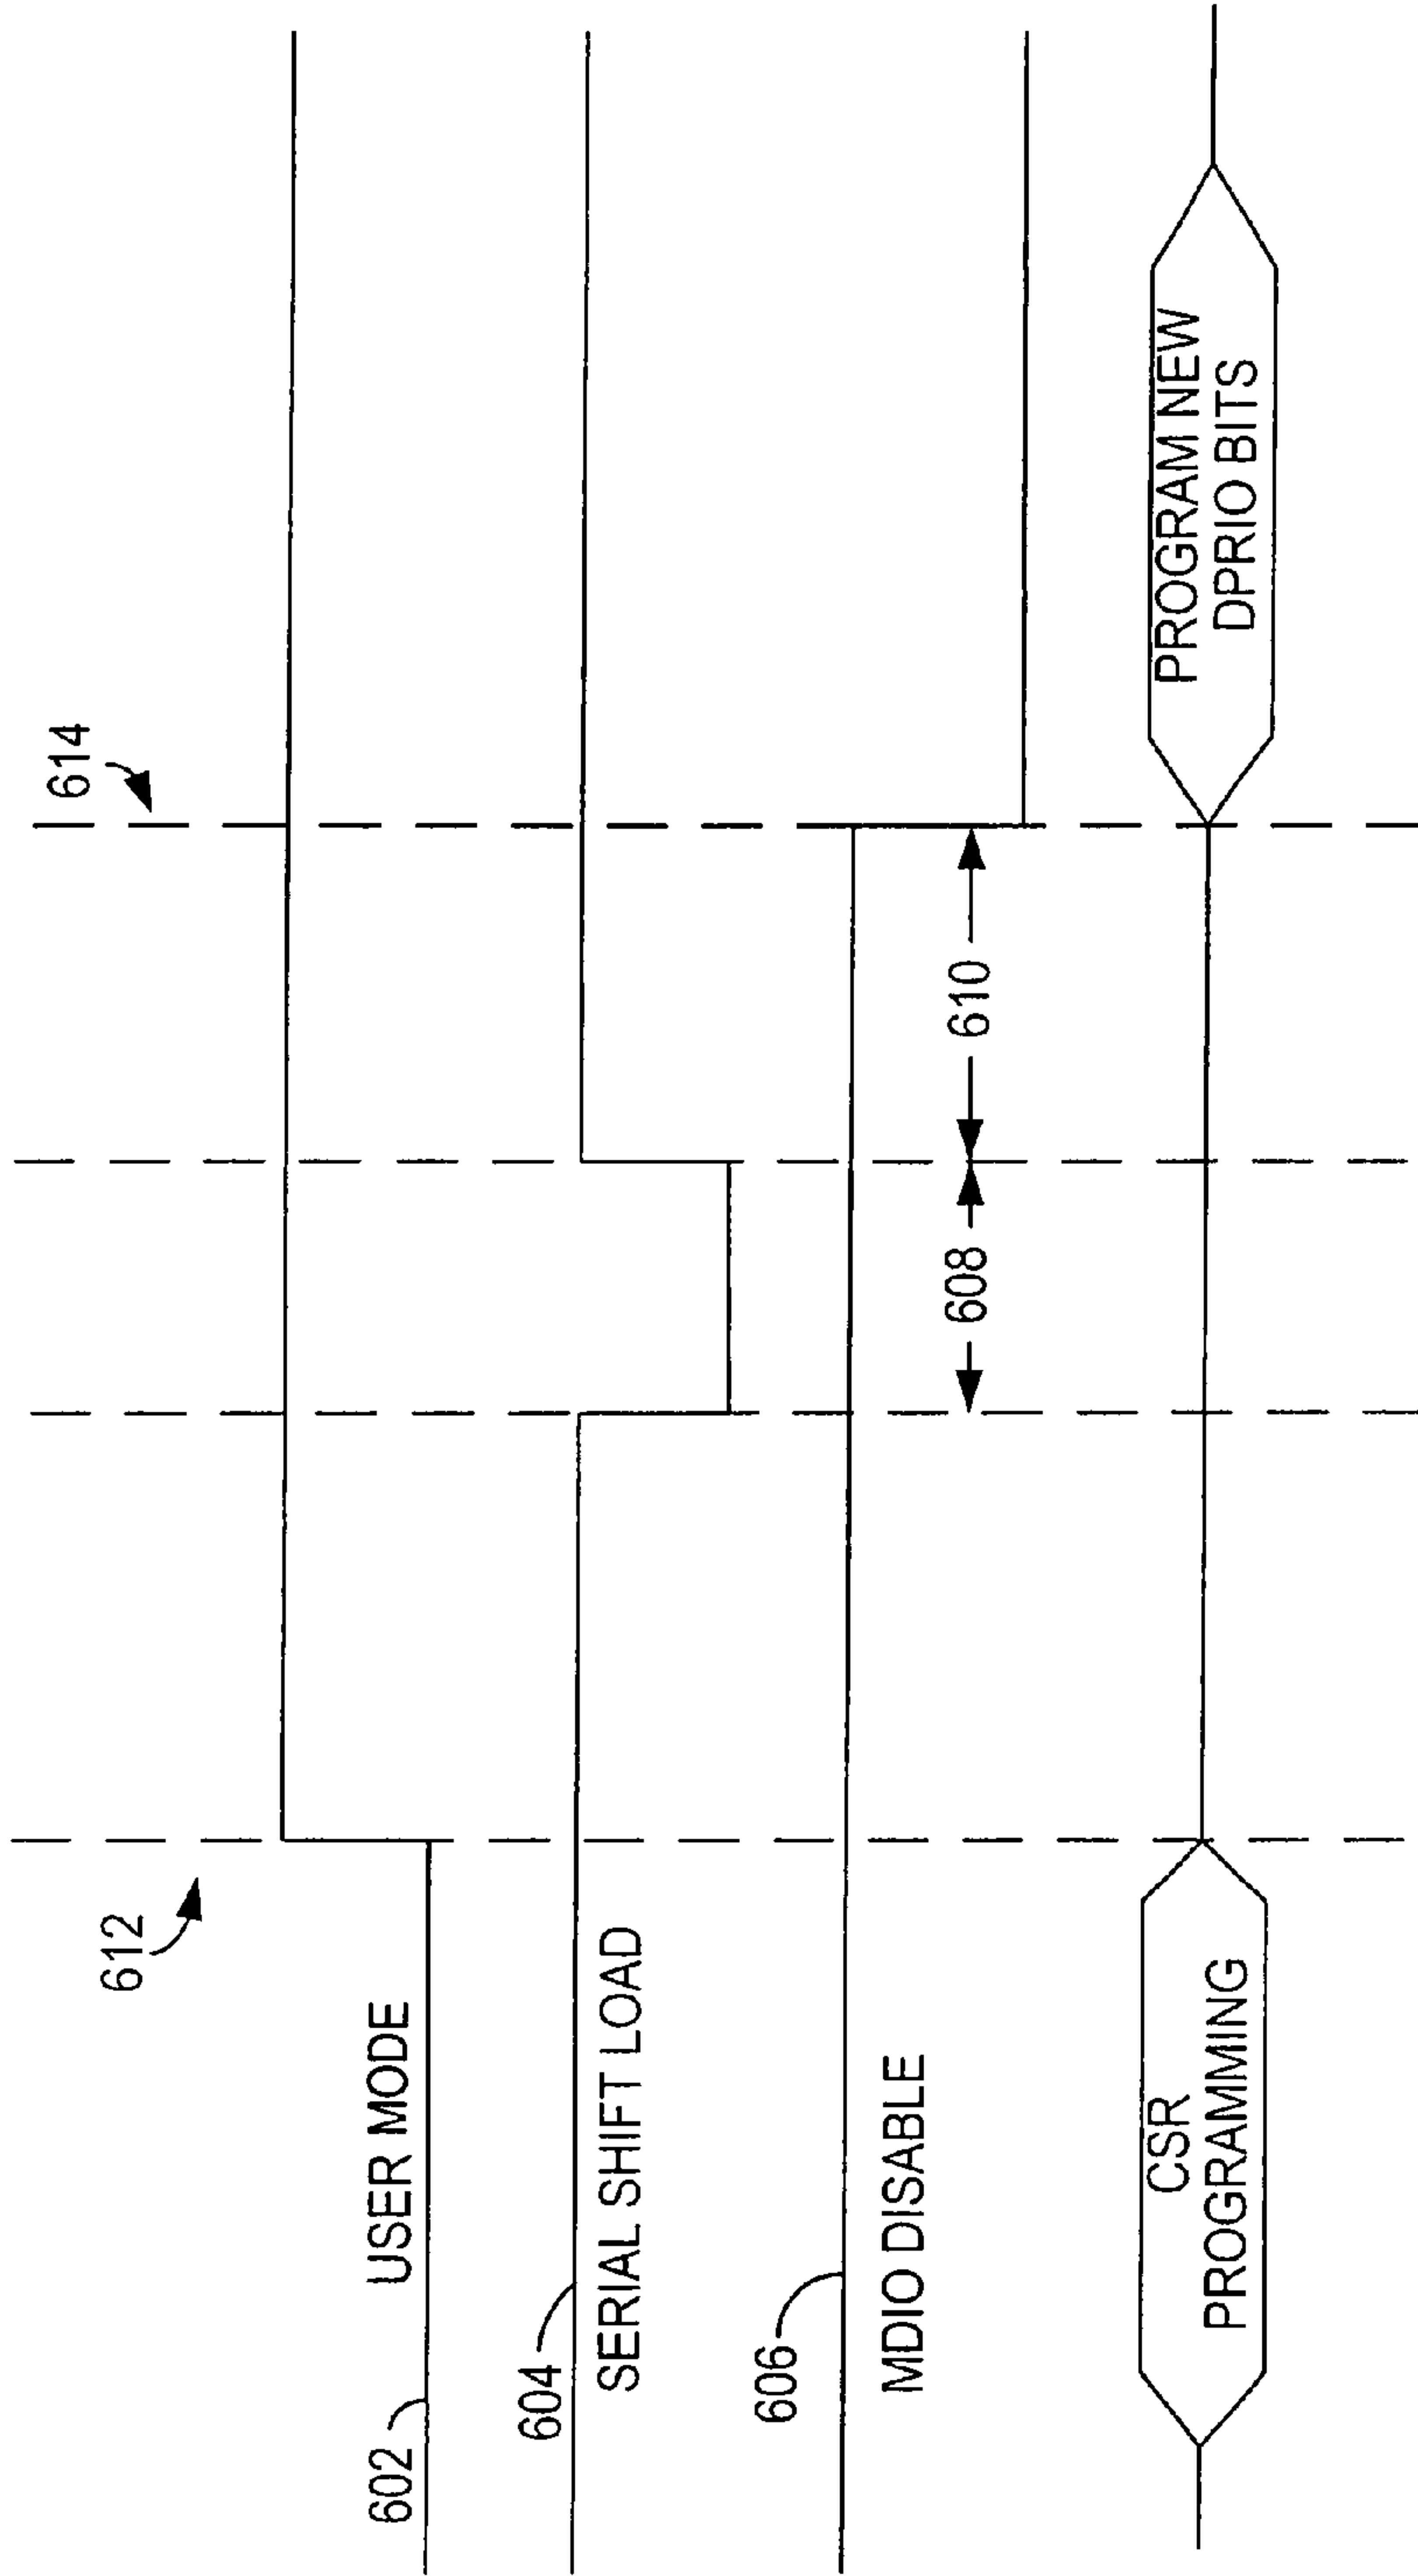 612
614
602
USER MODE
604
SERIAL SHIFT LOAD
606
MDIO DISABLE
608
610
CSR
PROGRAMMING
PROGRAM NEW
DPRIO BITS